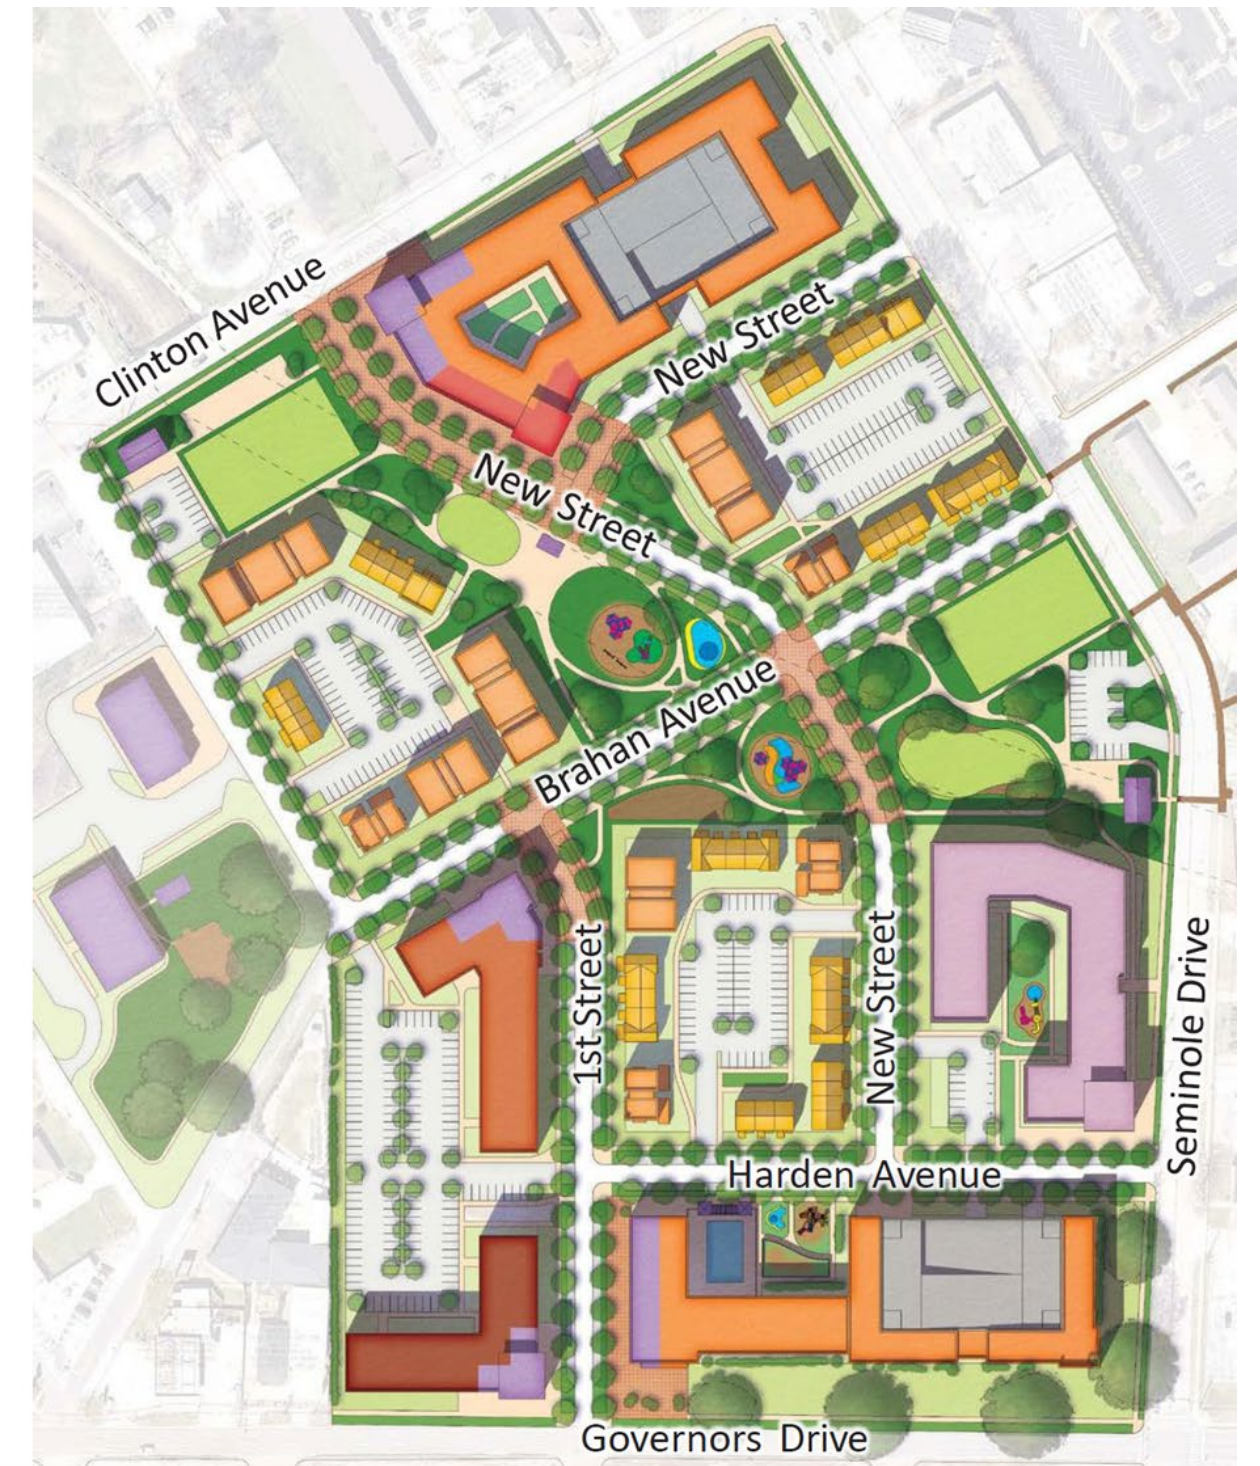 Clinton Avenue
New Street
New Street
Brahan Avenue
1st Street
New Street
Seminole Drive
Harden Avenue
Governors Drive